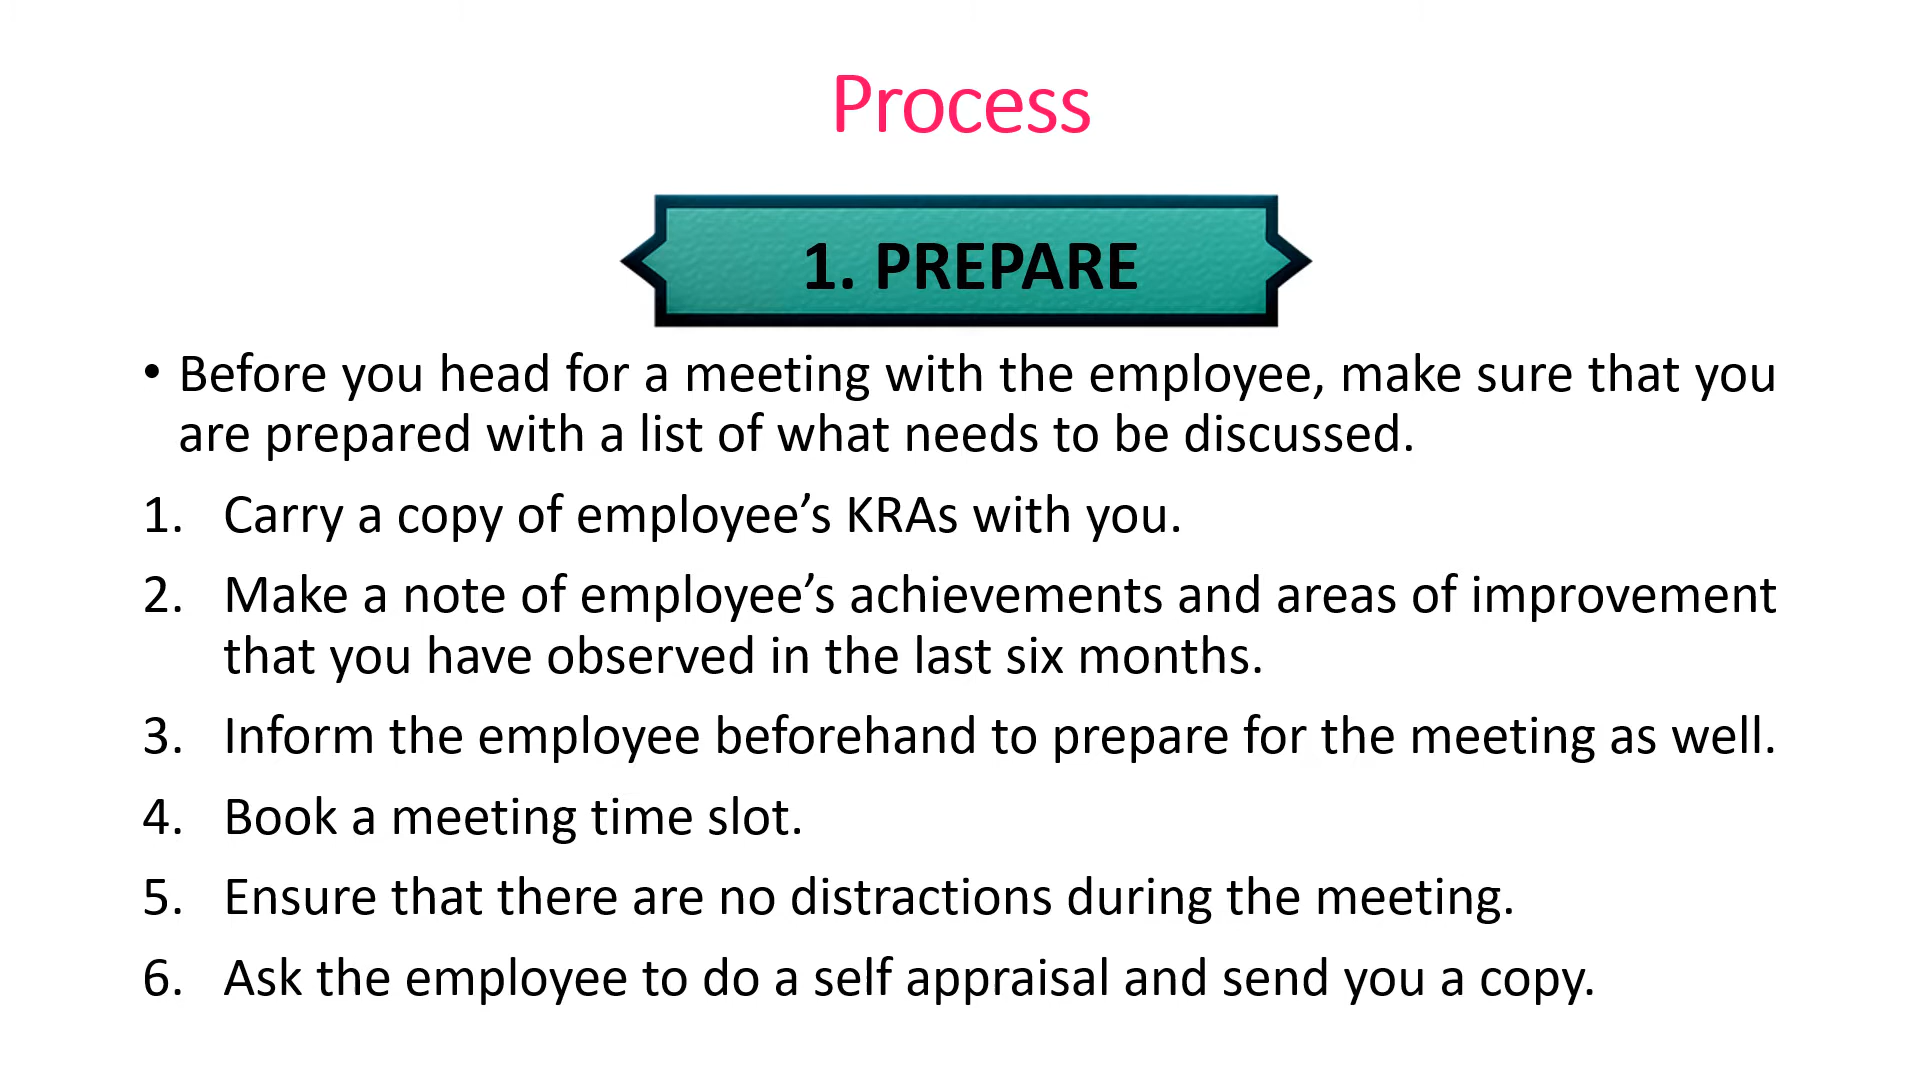 Process
1. PREPARE
• Before you head for a meeting with the employee, make sure that you
are prepared with a list of what needs to be discussed.
1. Carry a copy of employee’s KRAs with you.
2. Make a note of employee’s achievements and areas of improvement
that you have observed in the last six months.
3. Inform the employee beforehand to prepare for the meeting as well.
4. Book a meeting time slot.
5. Ensure that there are no distractions during the meeting.
6. Ask the employee to do a self appraisal and send you a copy.